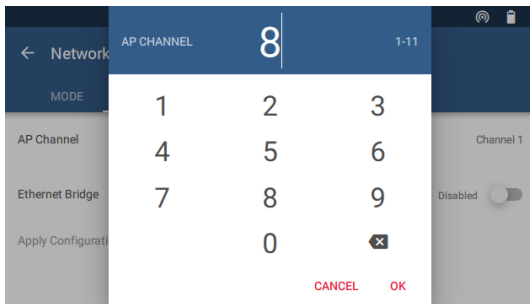 AP CHANNEL 8 1-11
← Network
MODE
1 2 3
AP Channel Channel 1
4 5 6
Ethernet Bridge 7 8 9 Disabled
Apply Configurati 0
CANCEL OK